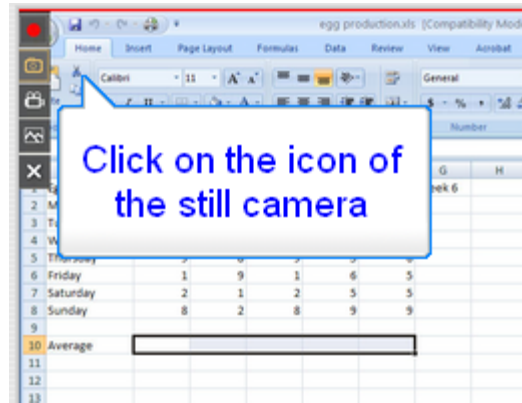 egg production.xls [Compatibility Mod
Home Insert Page Layout Formulas Data Review View Acrobat
Calibri 11 A A General
$ % ,
Number
Click on the icon of
the still camera
G H
1 eek 6
2 M
3 Tu
4 W
5 Thursday
6 Friday 1 9 1 6 5
7 Saturday 2 1 2 5 5
8 Sunday 8 2 8 9 9
9
10 Average
11
12
13